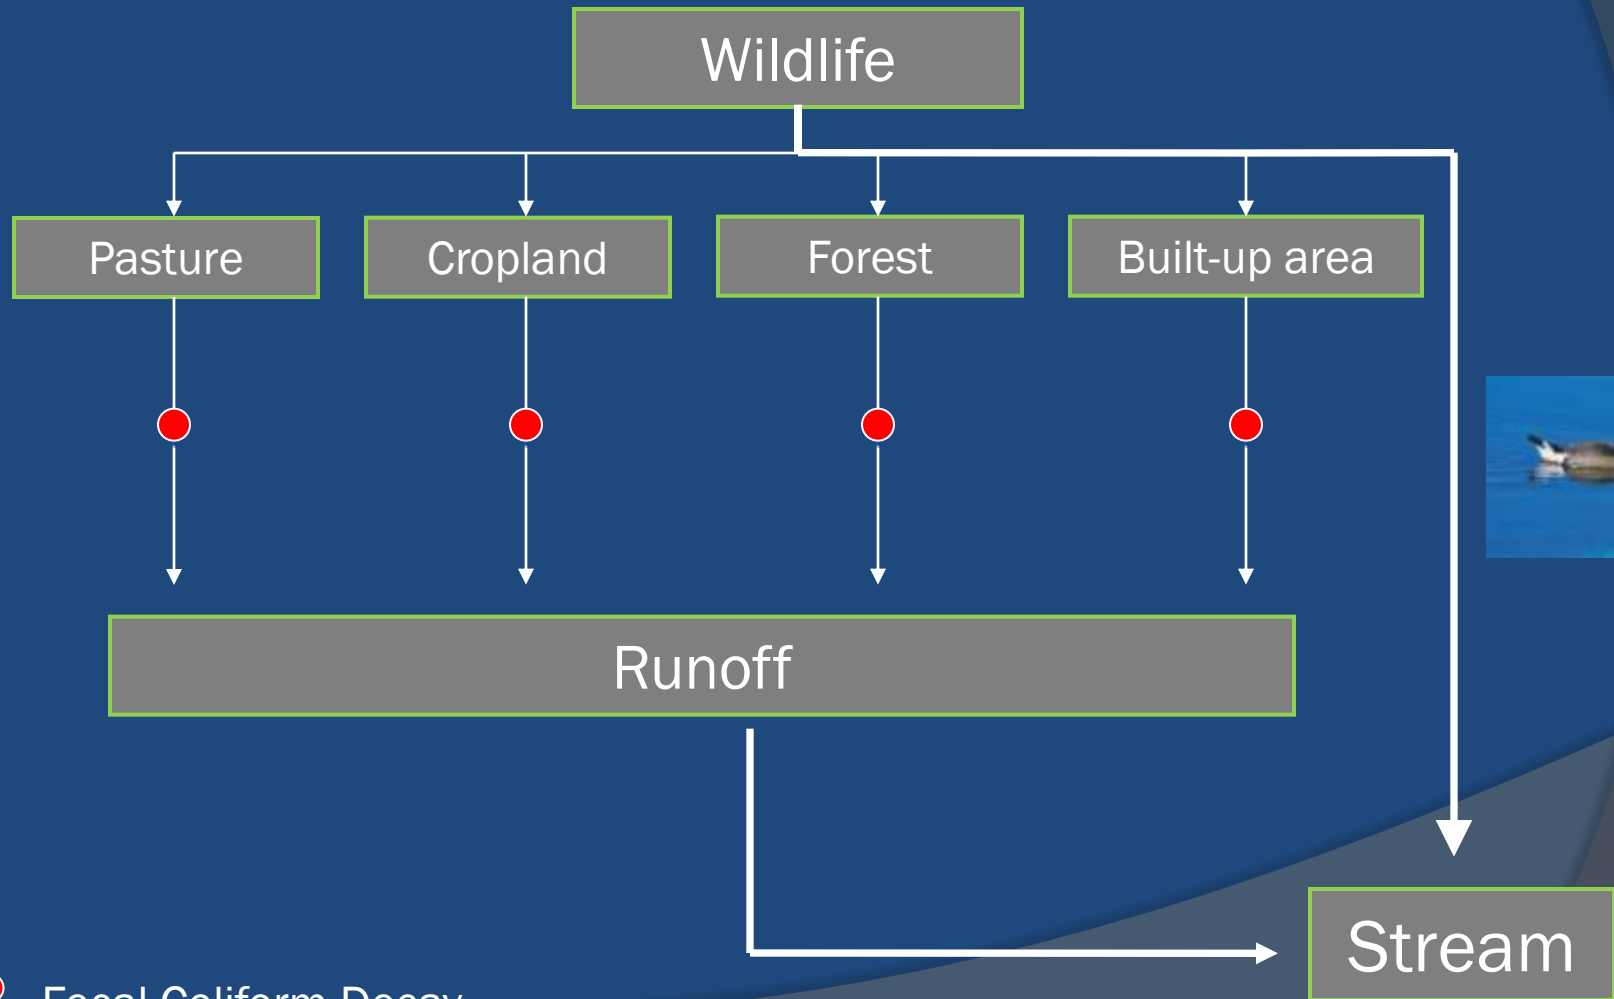 Wildlife
Pasture
Cropland
Forest
Built-up area
Runoff
Stream
Fecal Coliform Decay